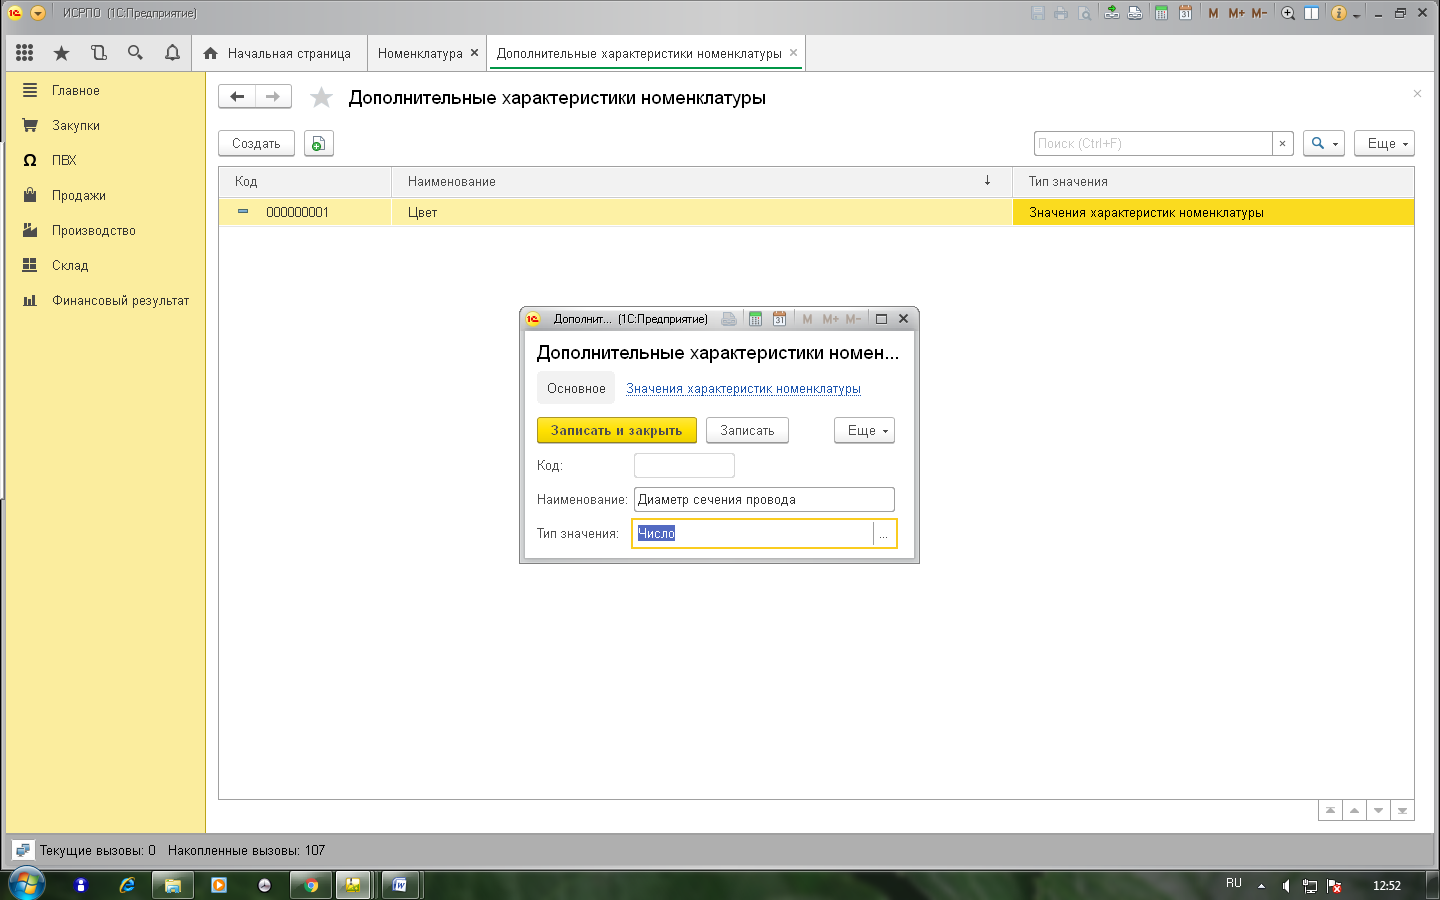 ИСРПО (1С:Предприятие)
M M+ M-
Начальная страница
Номенклатура
Дополнительные характеристики номенклатуры
Главное
Закупки
ПВХ
Продажи
Производство
Склад
Финансовый результат
Дополнительные характеристики номенклатуры
Создать
Поиск (Ctrl+F)
Еще
Код Наименование Тип значения
000000001 Цвет Значения характеристик номенклатуры
Дополнит... (1С:Предприятие)
M M+ M-
Дополнительные характеристики номен...
Основное Значения характеристик номенклатуры
Записать и закрыть Записать Еще
Код:
Наименование: Диаметр сечения провода
Тип значения: Число ...
Текущие вызовы: 0 Накопленные вызовы: 107
RU 12:52